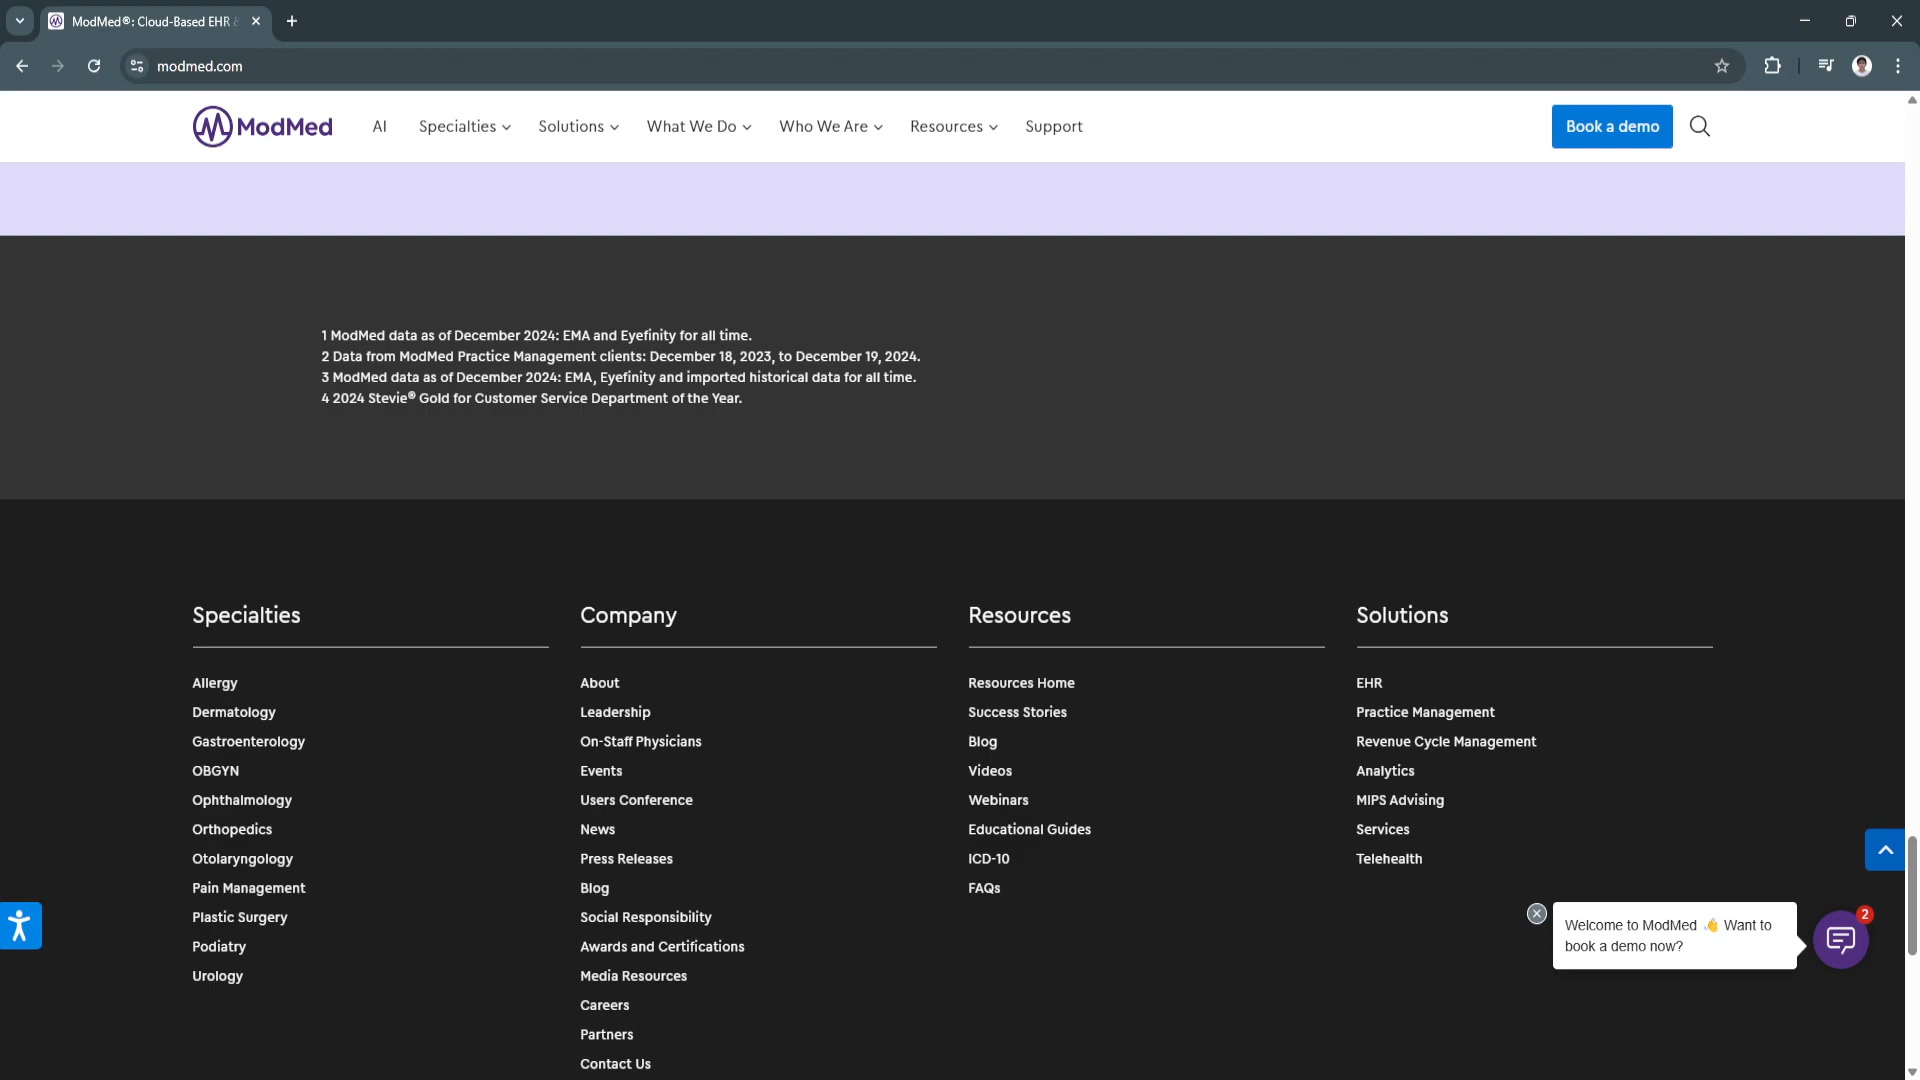 ModMed®: Cloud-Based EHR &
modmed.com
ModMed
AI
Specialties
Solutions
What We Do
Who We Are
Resources
Support
Book a demo
1 ModMed data as of December 2024: EMA and Eyefinity for all time.
2 Data from ModMed Practice Management clients: December 18, 2023, to December 19, 2024.
3 ModMed data as of December 2024: EMA, Eyefinity and imported historical data for all time.
4 2024 Stevie® Gold for Customer Service Department of the Year.
Specialties
Allergy
Dermatology
Gastroenterology
OBGYN
Ophthalmology
Orthopedics
Otolaryngology
Pain Management
Plastic Surgery
Podiatry
Urology
Company
About
Leadership
On-Staff Physicians
Events
Users Conference
News
Press Releases
Blog
Social Responsibility
Awards and Certifications
Media Resources
Careers
Partners
Contact Us
Resources
Resources Home
Success Stories
Blog
Videos
Webinars
Educational Guides
ICD-10
FAQs
Solutions
EHR
Practice Management
Revenue Cycle Management
Analytics
MIPS Advising
Services
Telehealth
Welcome to ModMed 👋 Want to
book a demo now?
2